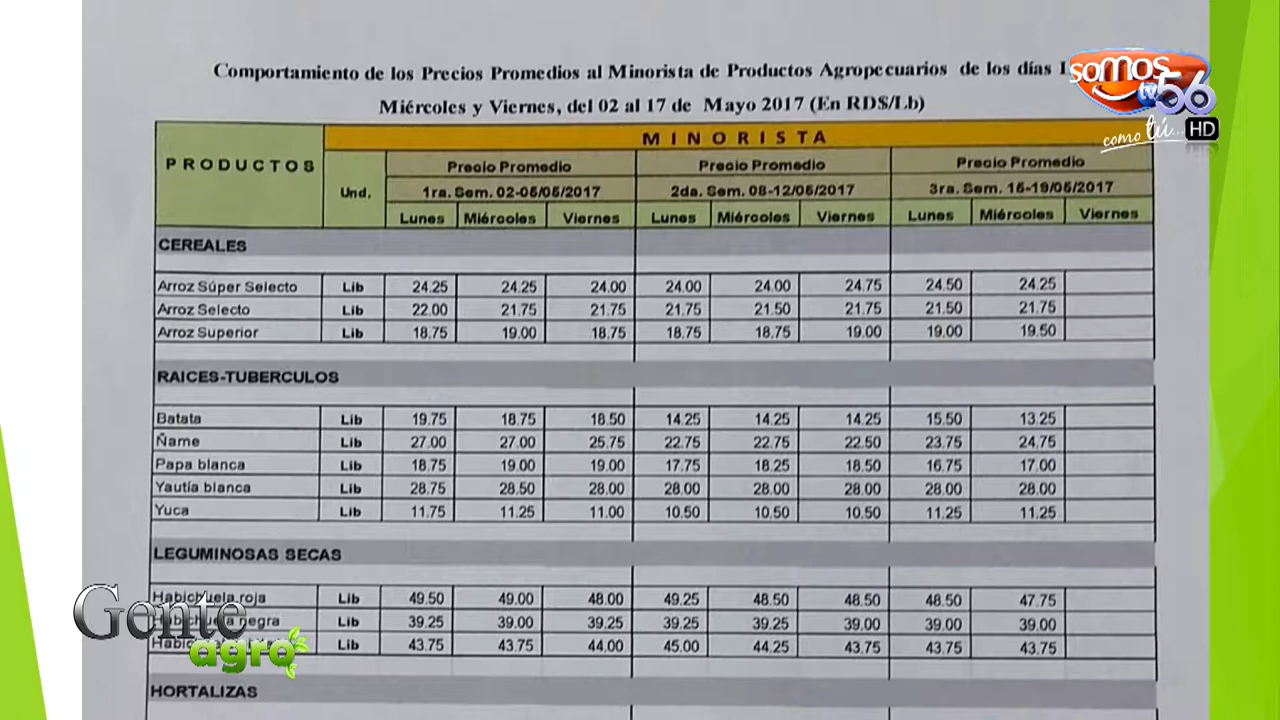 Comportamiento de los Precios Promedios al Minorista de Productos Agropecuarios de los días
Miércoles y Viernes, del 02 al 17 de Mayo 2017 (En RD$/Lb)
somos
tv 56
como tú... HD
PRODUCTOS
MINORISTA
Und.
Precio Promedio Precio Promedio Precio Promedio
1ra. Sem. 02-05/05/2017 2da. Sem. 08-12/05/2017 3ra. Sem. 15-19/05/2017
Lunes Miércoles Viernes Lunes Miércoles Viernes Lunes Miércoles Viernes
CEREALES
Arroz Súper Selecto Lib 24.25 24.25 24.00 24.00 24.00 24.75 24.50 24.25
Arroz Selecto Lib 22.00 21.75 21.75 21.75 21.50 21.75 21.50 21.75
Arroz Superior Lib 18.75 19.00 18.75 18.75 18.75 19.00 19.00 19.50
RAICES-TUBERCULOS
Batata Lib 19.75 18.75 18.50 14.25 14.25 14.25 15.50 13.25
Ñame Lib 27.00 27.00 25.75 22.75 22.75 22.50 23.75 24.75
Papa blanca Lib 18.75 19.00 19.00 17.75 18.25 18.50 16.75 17.00
Yautia blanca Lib 28.75 28.50 28.00 28.00 28.00 28.00 28.00 28.00
Yuca Lib 11.75 11.25 11.00 10.50 10.50 10.50 11.25 11.25
LEGUMINOSAS SECAS
Habichuela roja Lib 49.50 49.00 48.00 49.25 48.50 48.50 48.50 47.75
Habichuela negra Lib 39.25 39.00 39.25 39.25 39.25 39.00 39.00 39.00
Lib 43.75 43.75 44.00 45.00 44.25 43.75 43.75 43.75
HORTALIZAS
Gente
agro